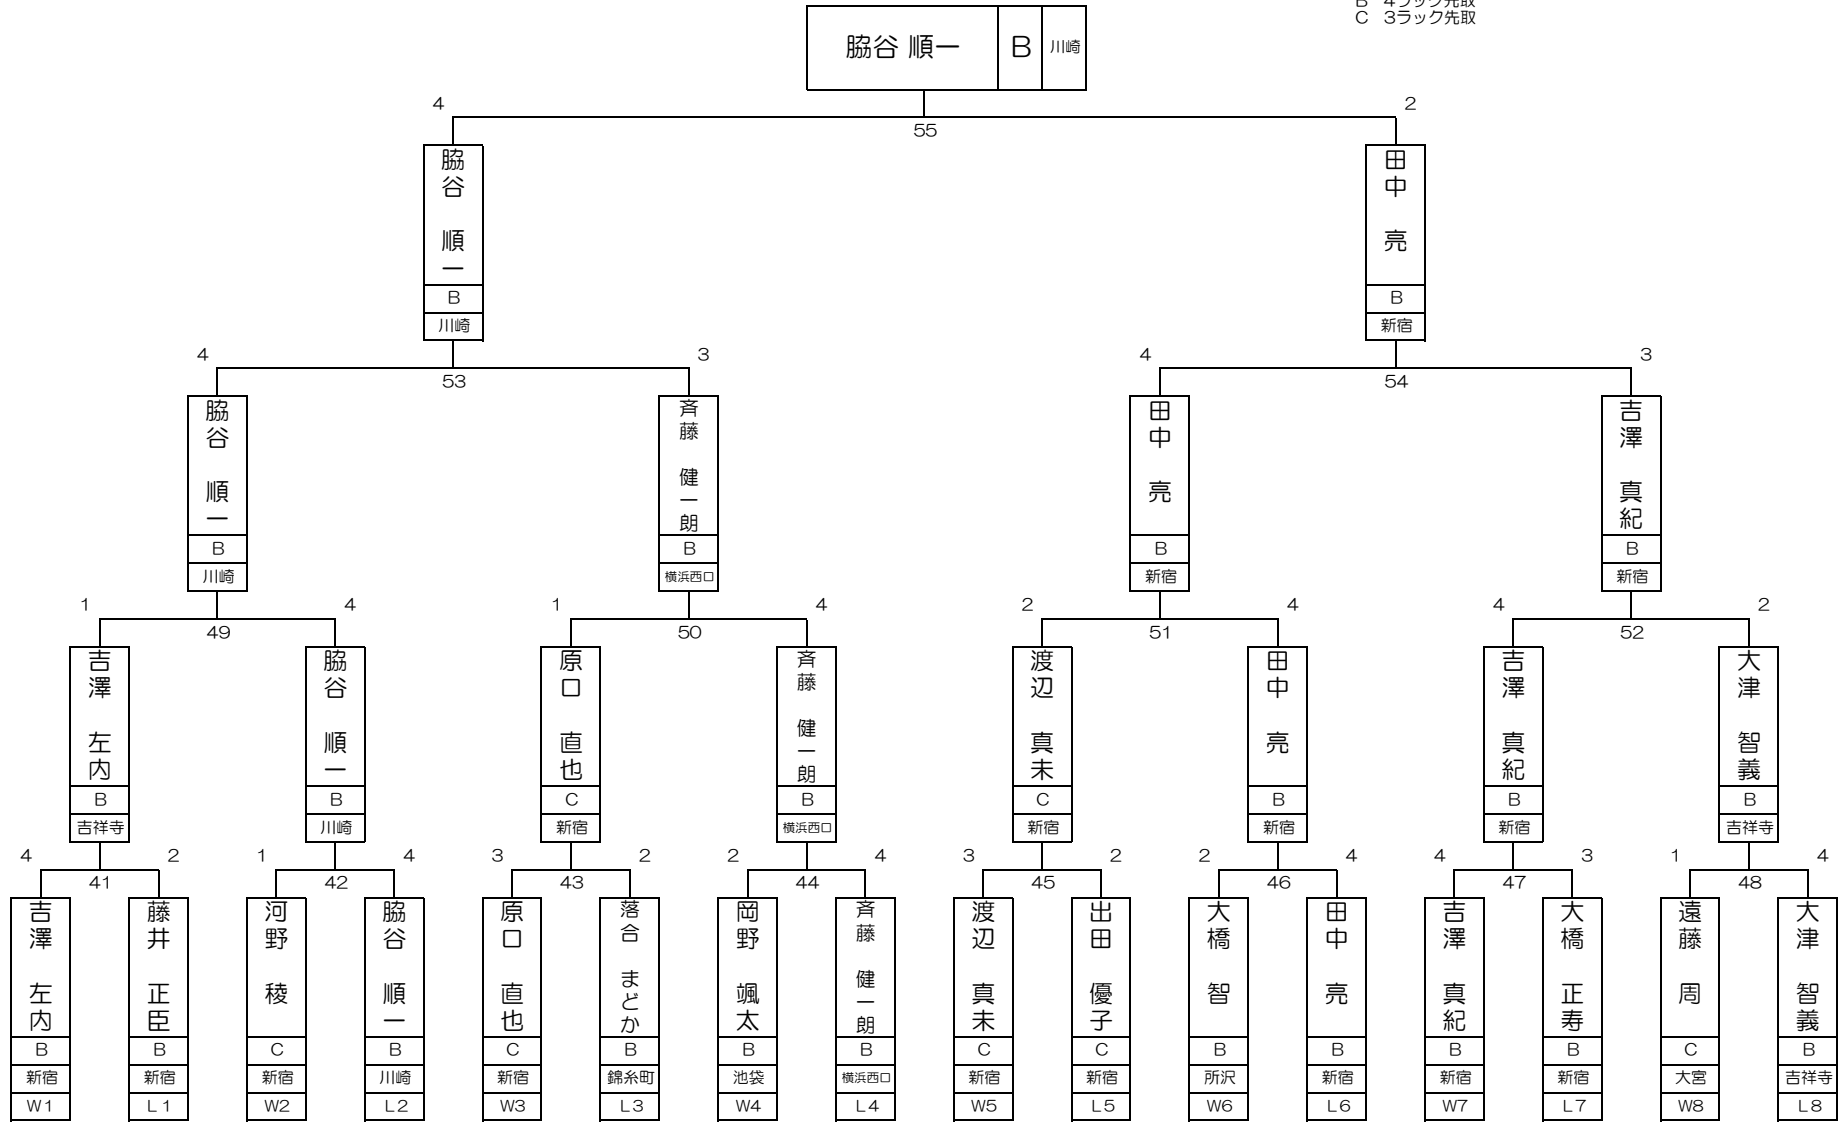 B 4ラック先取
C 3ラック先取
脇谷 順一 B 川崎
4 2
55
脇谷 順一 田中 亮
B B
川崎 新宿
4 3 4 3
53 54
脇谷 順一 斉藤 健一朗 田中 亮 吉澤 真紀
B B B B
川崎 横浜西口 新宿 新宿
1 4 1 4 2 4 4 2
49 50 51 52
吉澤 左内 脇谷 順一 原口 直也 斉藤 健一朗 渡辺 真未 田中 亮 吉澤 真紀 大津 智義
B B C B C B B B
吉祥寺 川崎 新宿 横浜西口 新宿 新宿 新宿 吉祥寺
4 2 1 4 3 2 2 4 3 2 2 4 4 3 1 4
41 42 43 44 45 46 47 48
吉澤 左内 藤井 正臣 河野 稜 脇谷 順一 原口 直也 落合 まどか 岡野 颯太 斉藤 健一朗 渡辺 真未 出田 優子 大橋 智 田中 亮 吉澤 真紀 大橋 正寿 遠藤 周 大津 智義
B B C B C B B B C C B B B B C B
新宿 新宿 新宿 川崎 新宿 錦糸町 池袋 横浜西口 新宿 新宿 所沢 新宿 新宿 新宿 大宮 吉祥寺
W1 L1 W2 L2 W3 L3 W4 L4 W5 L5 W6 L6 W7 L7 W8 L8